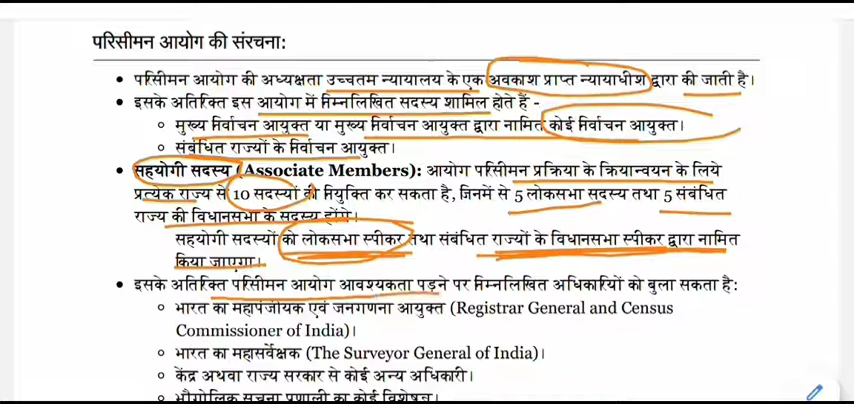 परिसीमन आयोग की संरचना:
• परिसीमन आयोग की अध्यक्षता उच्चतम न्यायालय के एक अवकाश प्राप्त न्यायाधीश द्वारा की जाती है।
• इसके अतिरिक्त इस आयोग में निम्नलिखित सदस्य शामिल होते हैं -
○ मुख्य निर्वाचन आयुक्त या मुख्य निर्वाचन आयुक्त द्वारा नामित कोई निर्वाचन आयुक्त।
○ संबंधित राज्यों के निर्वाचन आयुक्त।
• सहयोगी सदस्य (Associate Members): आयोग परिसीमन प्रक्रिया के क्रियान्वयन के लिये
प्रत्येक राज्य से 10 सदस्यों की नियुक्ति कर सकता है, जिनमें से 5 लोकसभा सदस्य तथा 5 संबंधित
राज्य की विधानसभा के सदस्य होंगे।
सहयोगी सदस्यों को लोकसभा स्पीकर तथा संबंधित राज्यों के विधानसभा स्पीकर द्वारा नामित
किया जाएगा।
• इसके अतिरिक्त परिसीमन आयोग आवश्यकता पड़ने पर निम्नलिखित अधिकारियों को बुला सकता है:
○ भारत का महापंजीयक एवं जनगणना आयुक्त (Registrar General and Census
Commissioner of India)।
○ भारत का महासर्वेक्षक (The Surveyor General of India)।
○ केंद्र अथवा राज्य सरकार से कोई अन्य अधिकारी।
○ भौगोलिक सूचना प्रणाली का कोई विशेषज्ञ।